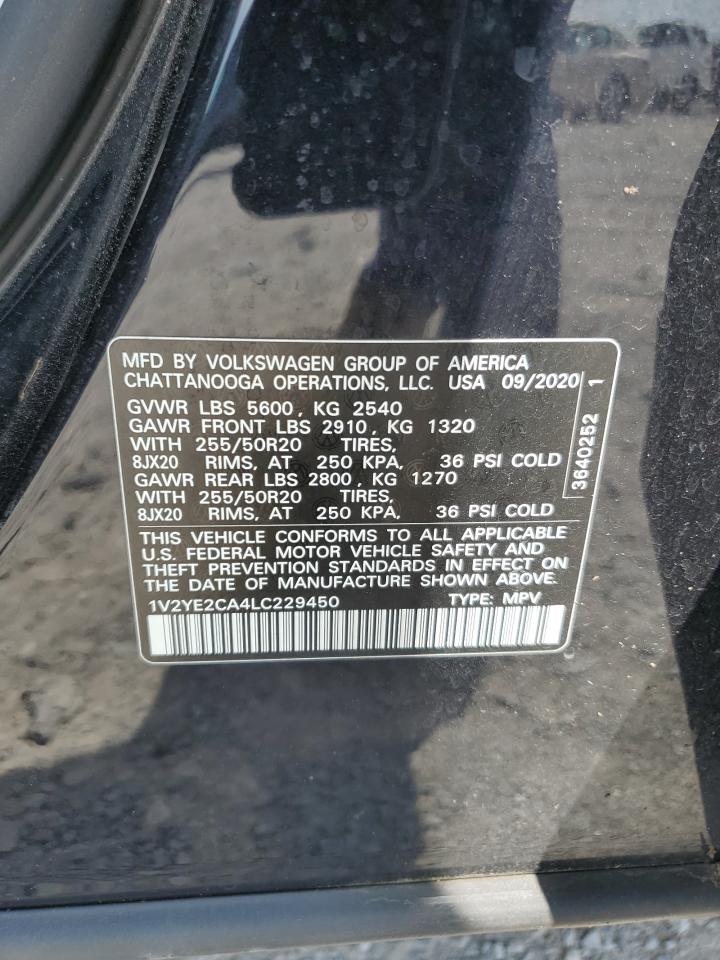 MFD BY VOLKSWAGEN GROUP OF AMERICA
CHATTANOOGA OPERATIONS, LLC. USA 09/2020
GVWR LBS 5600, KG 2540
GAWR FRONT LBS 2910, KG 1320
WITH 255/50R20 TIRES,
8JX20 RIMS, AT 250 KPA, 36 PSI COLD
GAWR REAR LBS 2800, KG 1270
WITH 255/50R20 TIRES,
8JX20 RIMS, AT 250 KPA, 36 PSI COLD
3640252 1
THIS VEHICLE CONFORMS TO ALL APPLICABLE
U.S. FEDERAL MOTOR VEHICLE SAFETY AND
THEFT PREVENTION STANDARDS IN EFFECT ON
THE DATE OF MANUFACTURE SHOWN ABOVE.
1V2YE2CA4LC229450 TYPE: MPV